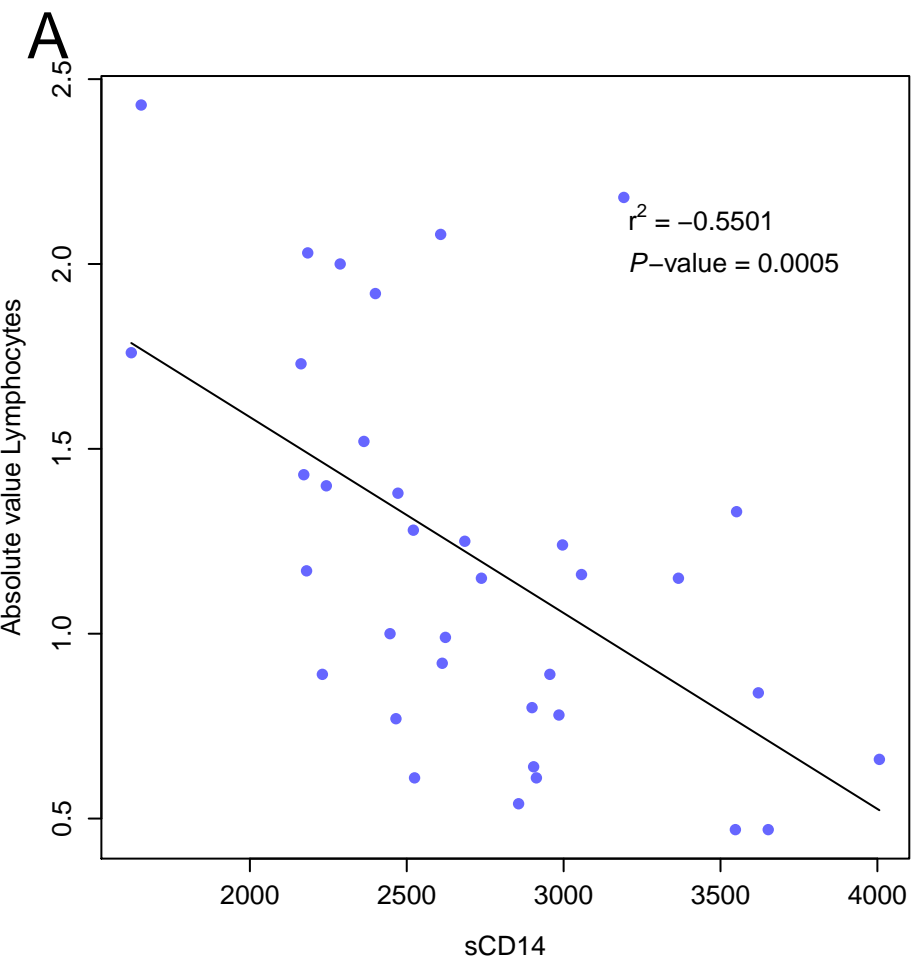 A
Absolute value Lymphocytes
2.5
2.0
1.5
1.0
0.5
r² = −0.5501
P−value = 0.0005
2000 2500 3000 3500 4000
sCD14